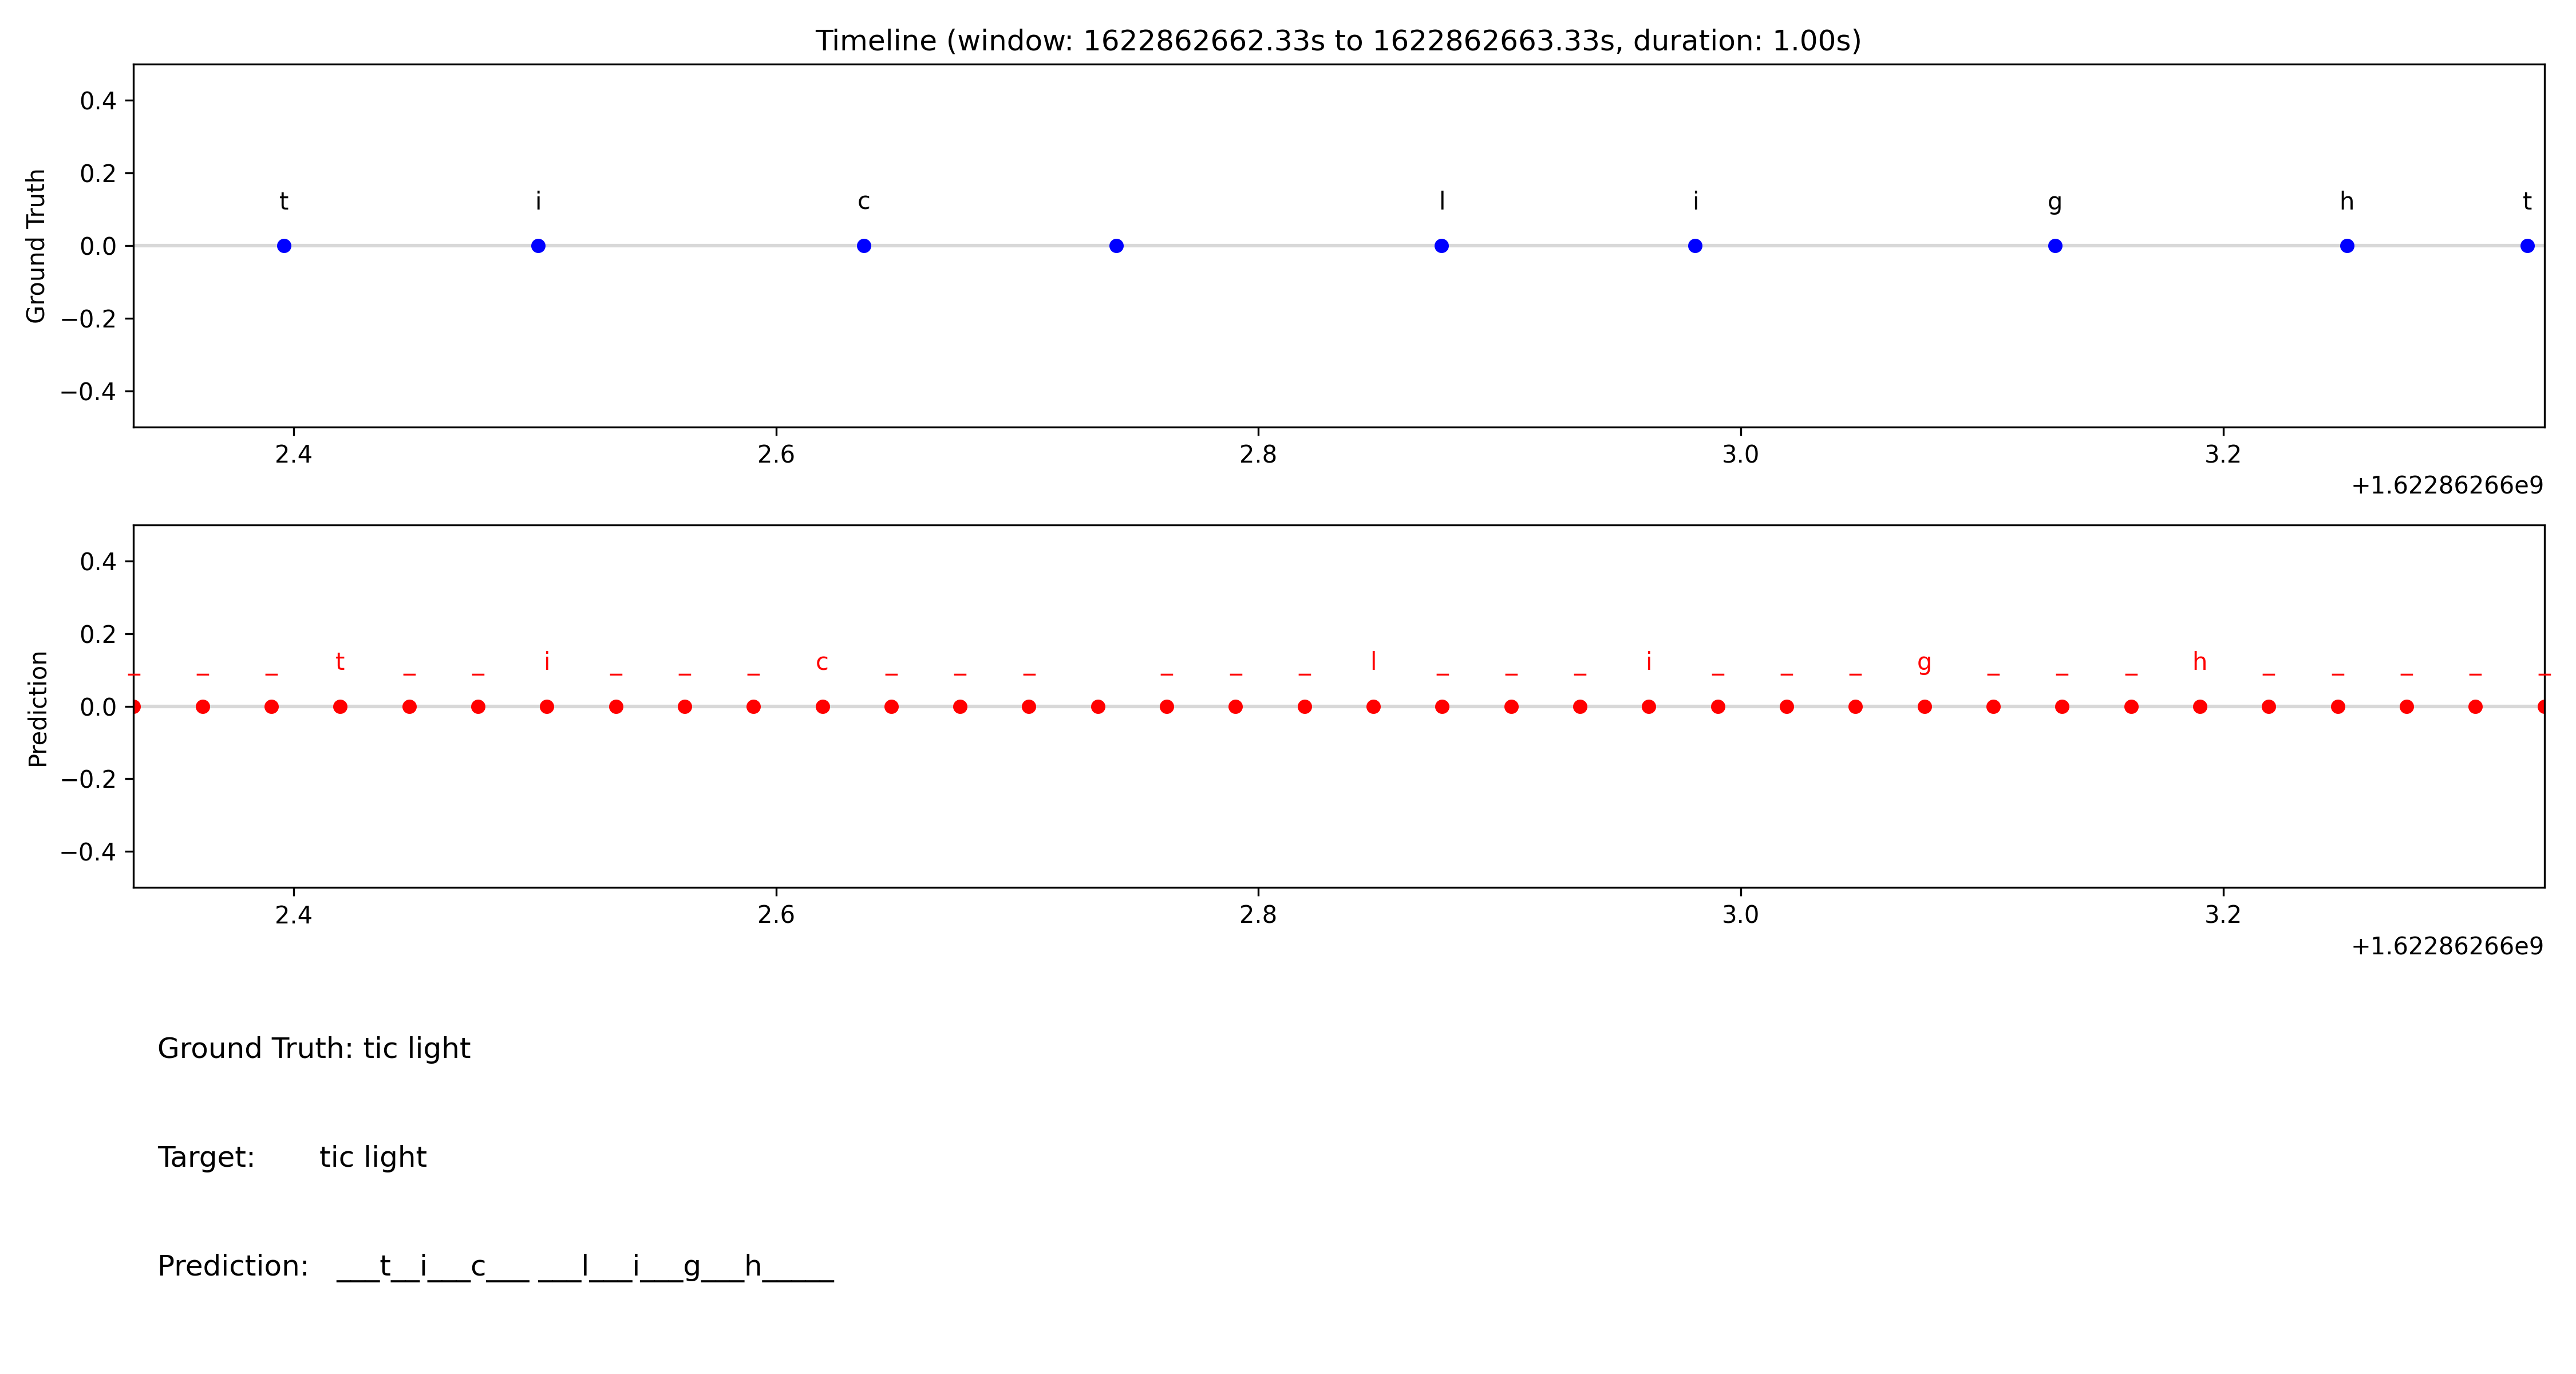 Timeline (window: 1622862662.33s to 1622862663.33s, duration: 1.00s)
Ground Truth
0.4
0.2
0.0
−0.2
−0.4
t i c l i g h t
2.4 2.6 2.8 3.0 3.2
+1.62286266e9
Prediction
0.4
0.2
0.0
−0.2
−0.4
_ _ _ t _ _ i _ _ _ c _ _ _ _ _ _ l _ _ _ i _ _ _ g _ _ _ h _ _ _ _ _
2.4 2.6 2.8 3.0 3.2
+1.62286266e9
Ground Truth: tic light
Target: tic light
Prediction: ___t__i___c___ ___l___i___g___h_____